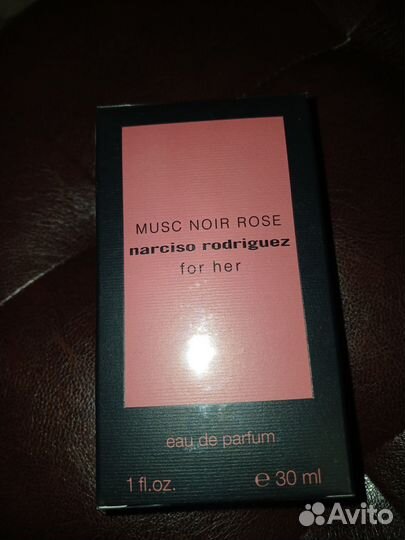 MUSC NOIR ROSE
narciso rodriguez
for her
eau de parfum
1 fl.oz. ℮ 30 ml
Avito